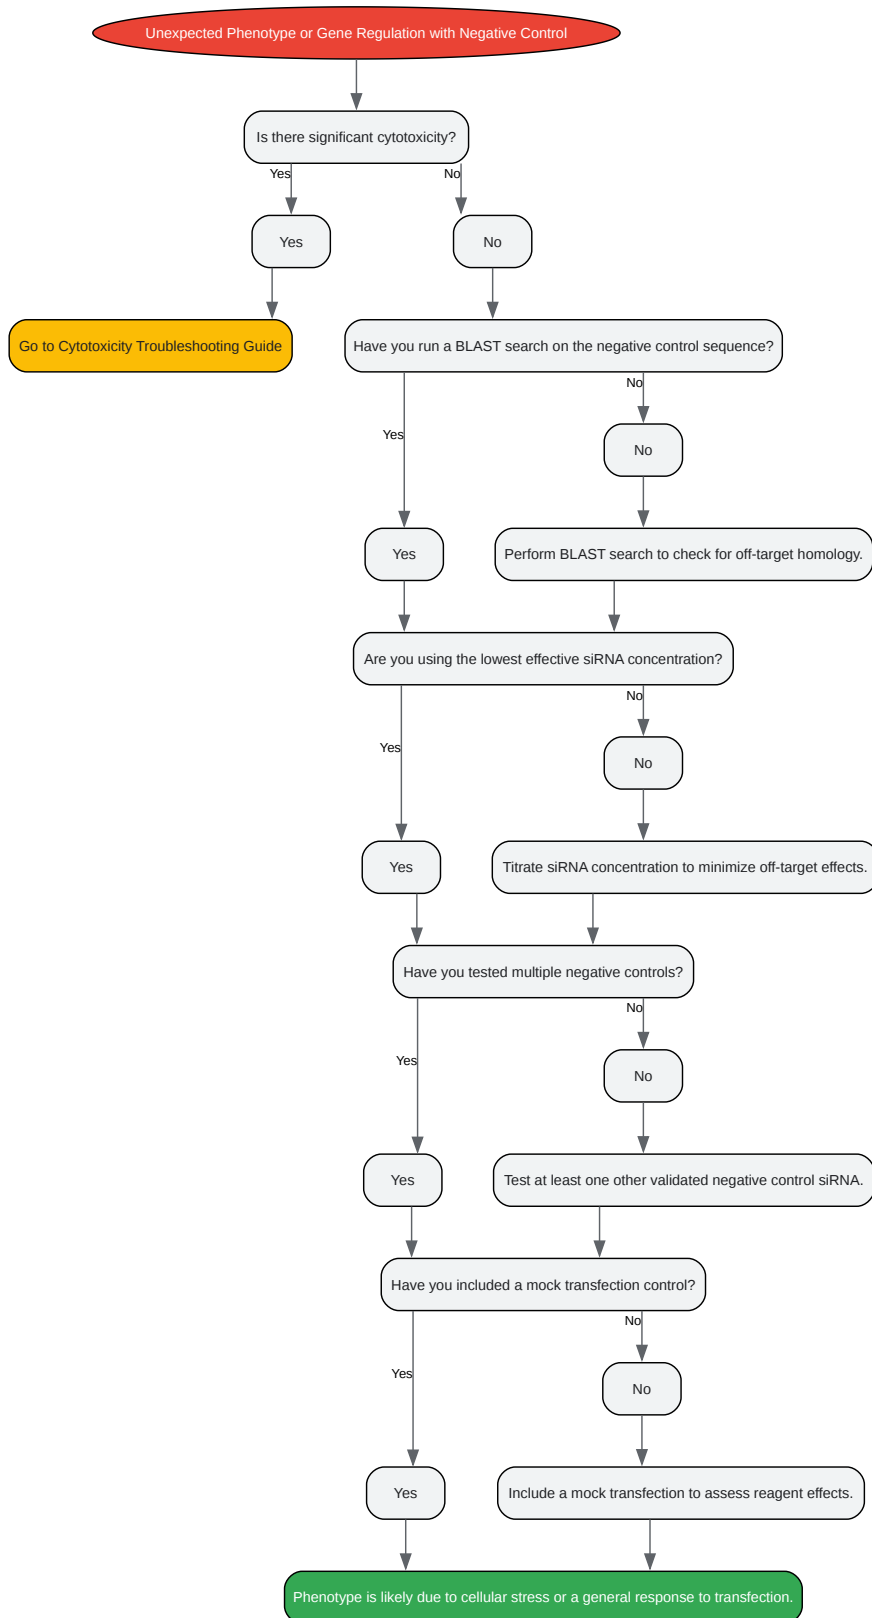 Unexpected Phenotype or Gene Regulation with Negative Control
Is there significant cytotoxicity?
Yes
No
Yes
No
Go to Cytotoxicity Troubleshooting Guide
Have you run a BLAST search on the negative control sequence?
No
Yes
No
Yes
Perform BLAST search to check for off-target homology.
Are you using the lowest effective siRNA concentration?
No
Yes
No
Yes
Titrate siRNA concentration to minimize off-target effects.
Have you tested multiple negative controls?
No
Yes
No
Yes
Test at least one other validated negative control siRNA.
Have you included a mock transfection control?
No
Yes
No
Yes
Include a mock transfection to assess reagent effects.
Phenotype is likely due to cellular stress or a general response to transfection.